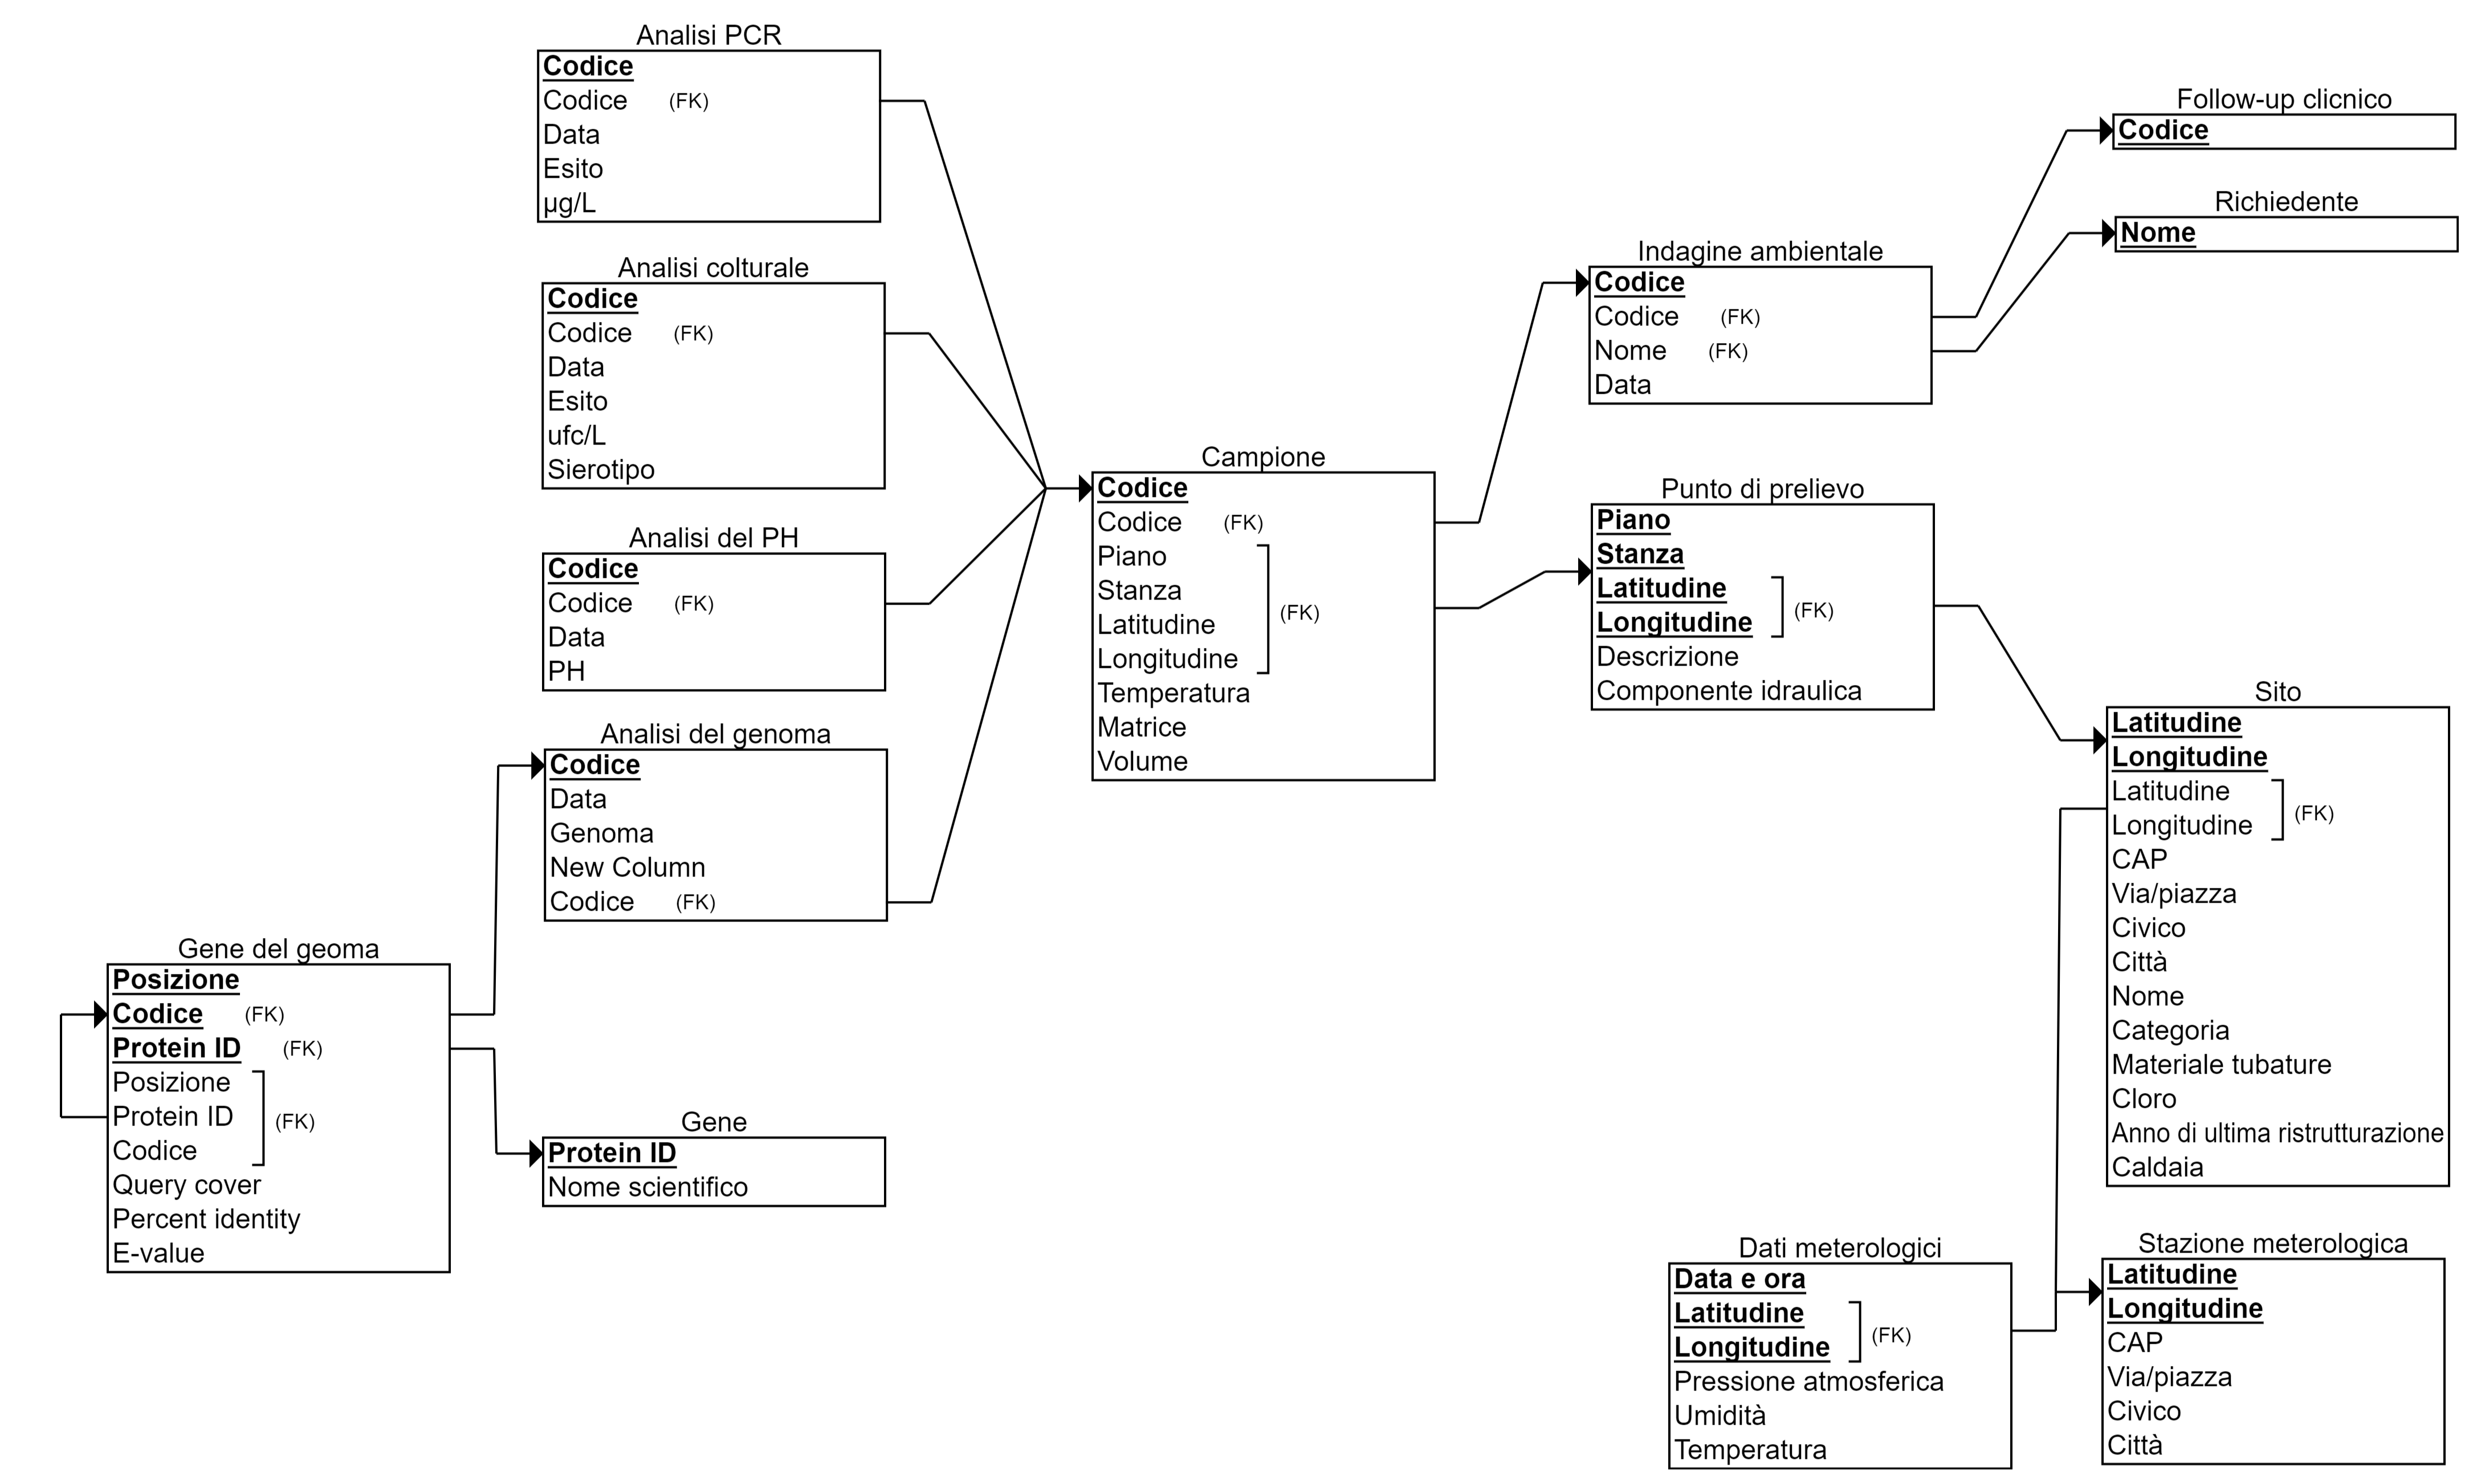 Analisi PCR
Codice
Codice (FK)
Data
Esito
µg/L
Analisi colturale
Codice
Codice (FK)
Data
Esito
ufc/L
Sierotipo
Analisi del PH
Codice
Codice (FK)
Data
PH
Analisi del genoma
Codice
Data
Genoma
New Column
Codice (FK)
Gene del geoma
Posizione
Codice (FK)
Protein ID (FK)
Posizione
Protein ID (FK)
Codice
Query cover
Percent identity
E-value
Gene
Protein ID
Nome scientifico
Campione
Codice
Codice (FK)
Piano
Stanza
Latitudine (FK)
Longitudine
Temperatura
Matrice
Volume
Indagine ambientale
Codice
Codice (FK)
Nome (FK)
Data
Follow-up clicnico
Codice
Richiedente
Nome
Punto di prelievo
Piano
Stanza
Latitudine (FK)
Longitudine
Descrizione
Componente idraulica
Sito
Latitudine
Longitudine
Latitudine (FK)
Longitudine
CAP
Via/piazza
Civico
Città
Nome
Categoria
Materiale tubature
Cloro
Anno di ultima ristrutturazione
Caldaia
Dati meterologici
Data e ora
Latitudine (FK)
Longitudine
Pressione atmosferica
Umidità
Temperatura
Stazione meterologica
Latitudine
Longitudine
CAP
Via/piazza
Civico
Città